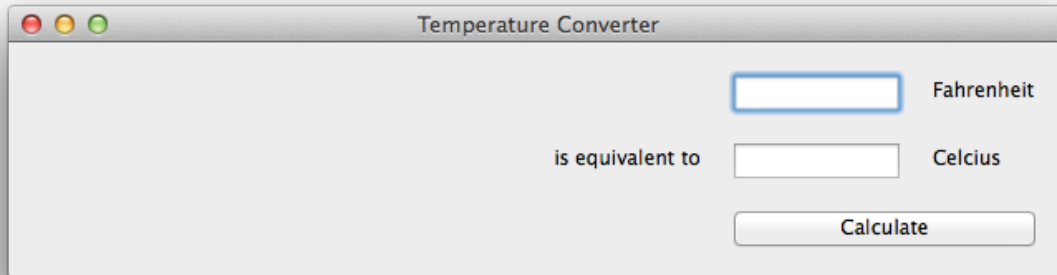 Temperature Converter
Fahrenheit
is equivalent to Celcius
Calculate